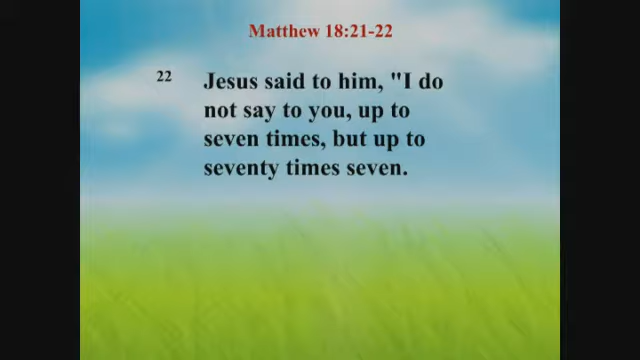 Matthew 18:21-22
22 Jesus said to him, "I do
not say to you, up to
seven times, but up to
seventy times seven.